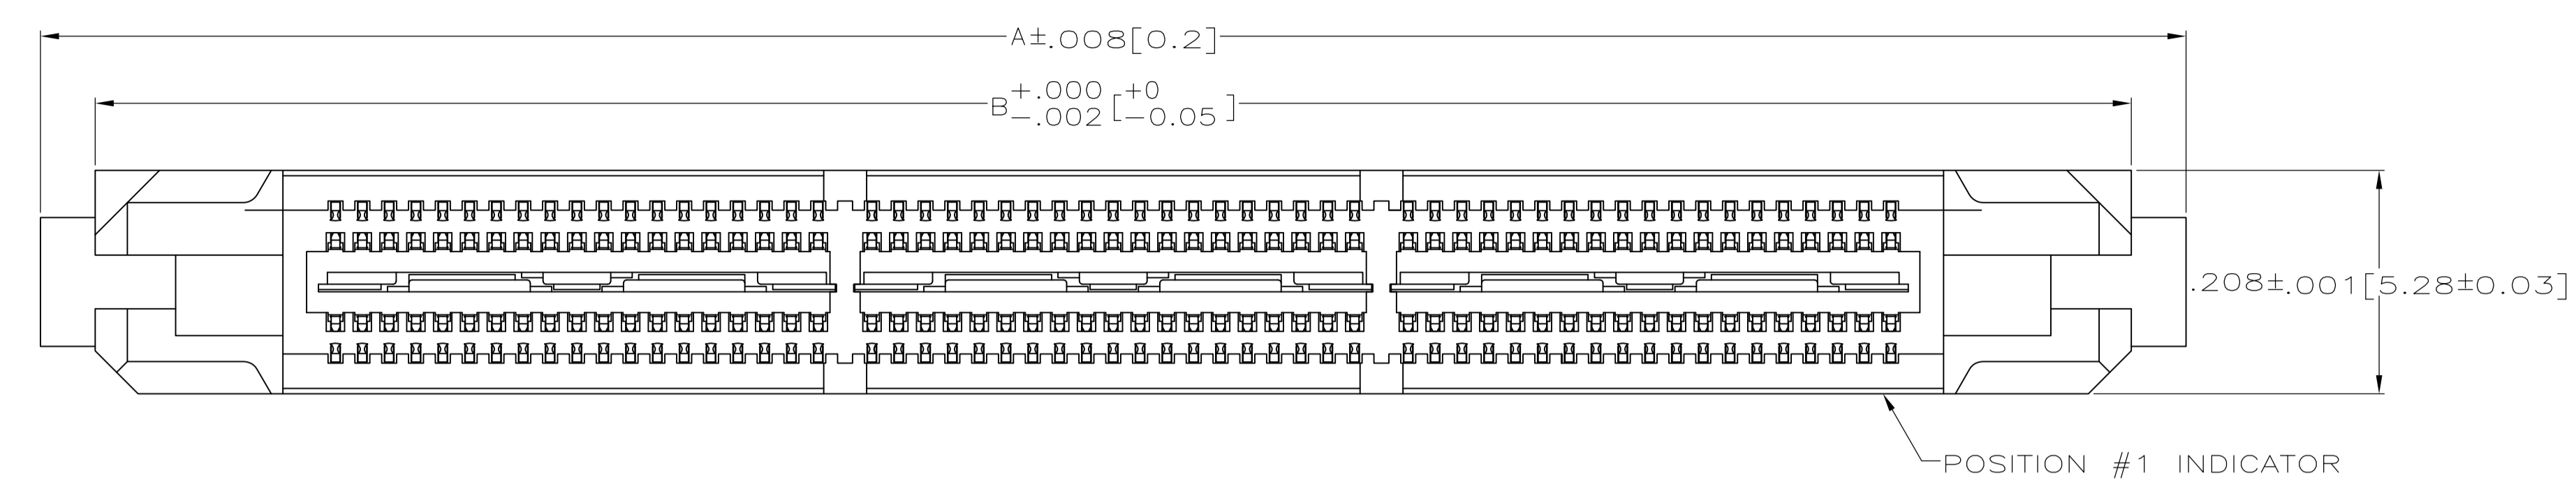 A±.008[0.2]
B +.000 -.002 [ +0 -0.05 ]
.208±.001[5.28±0.03]
POSITION #1 INDICATOR